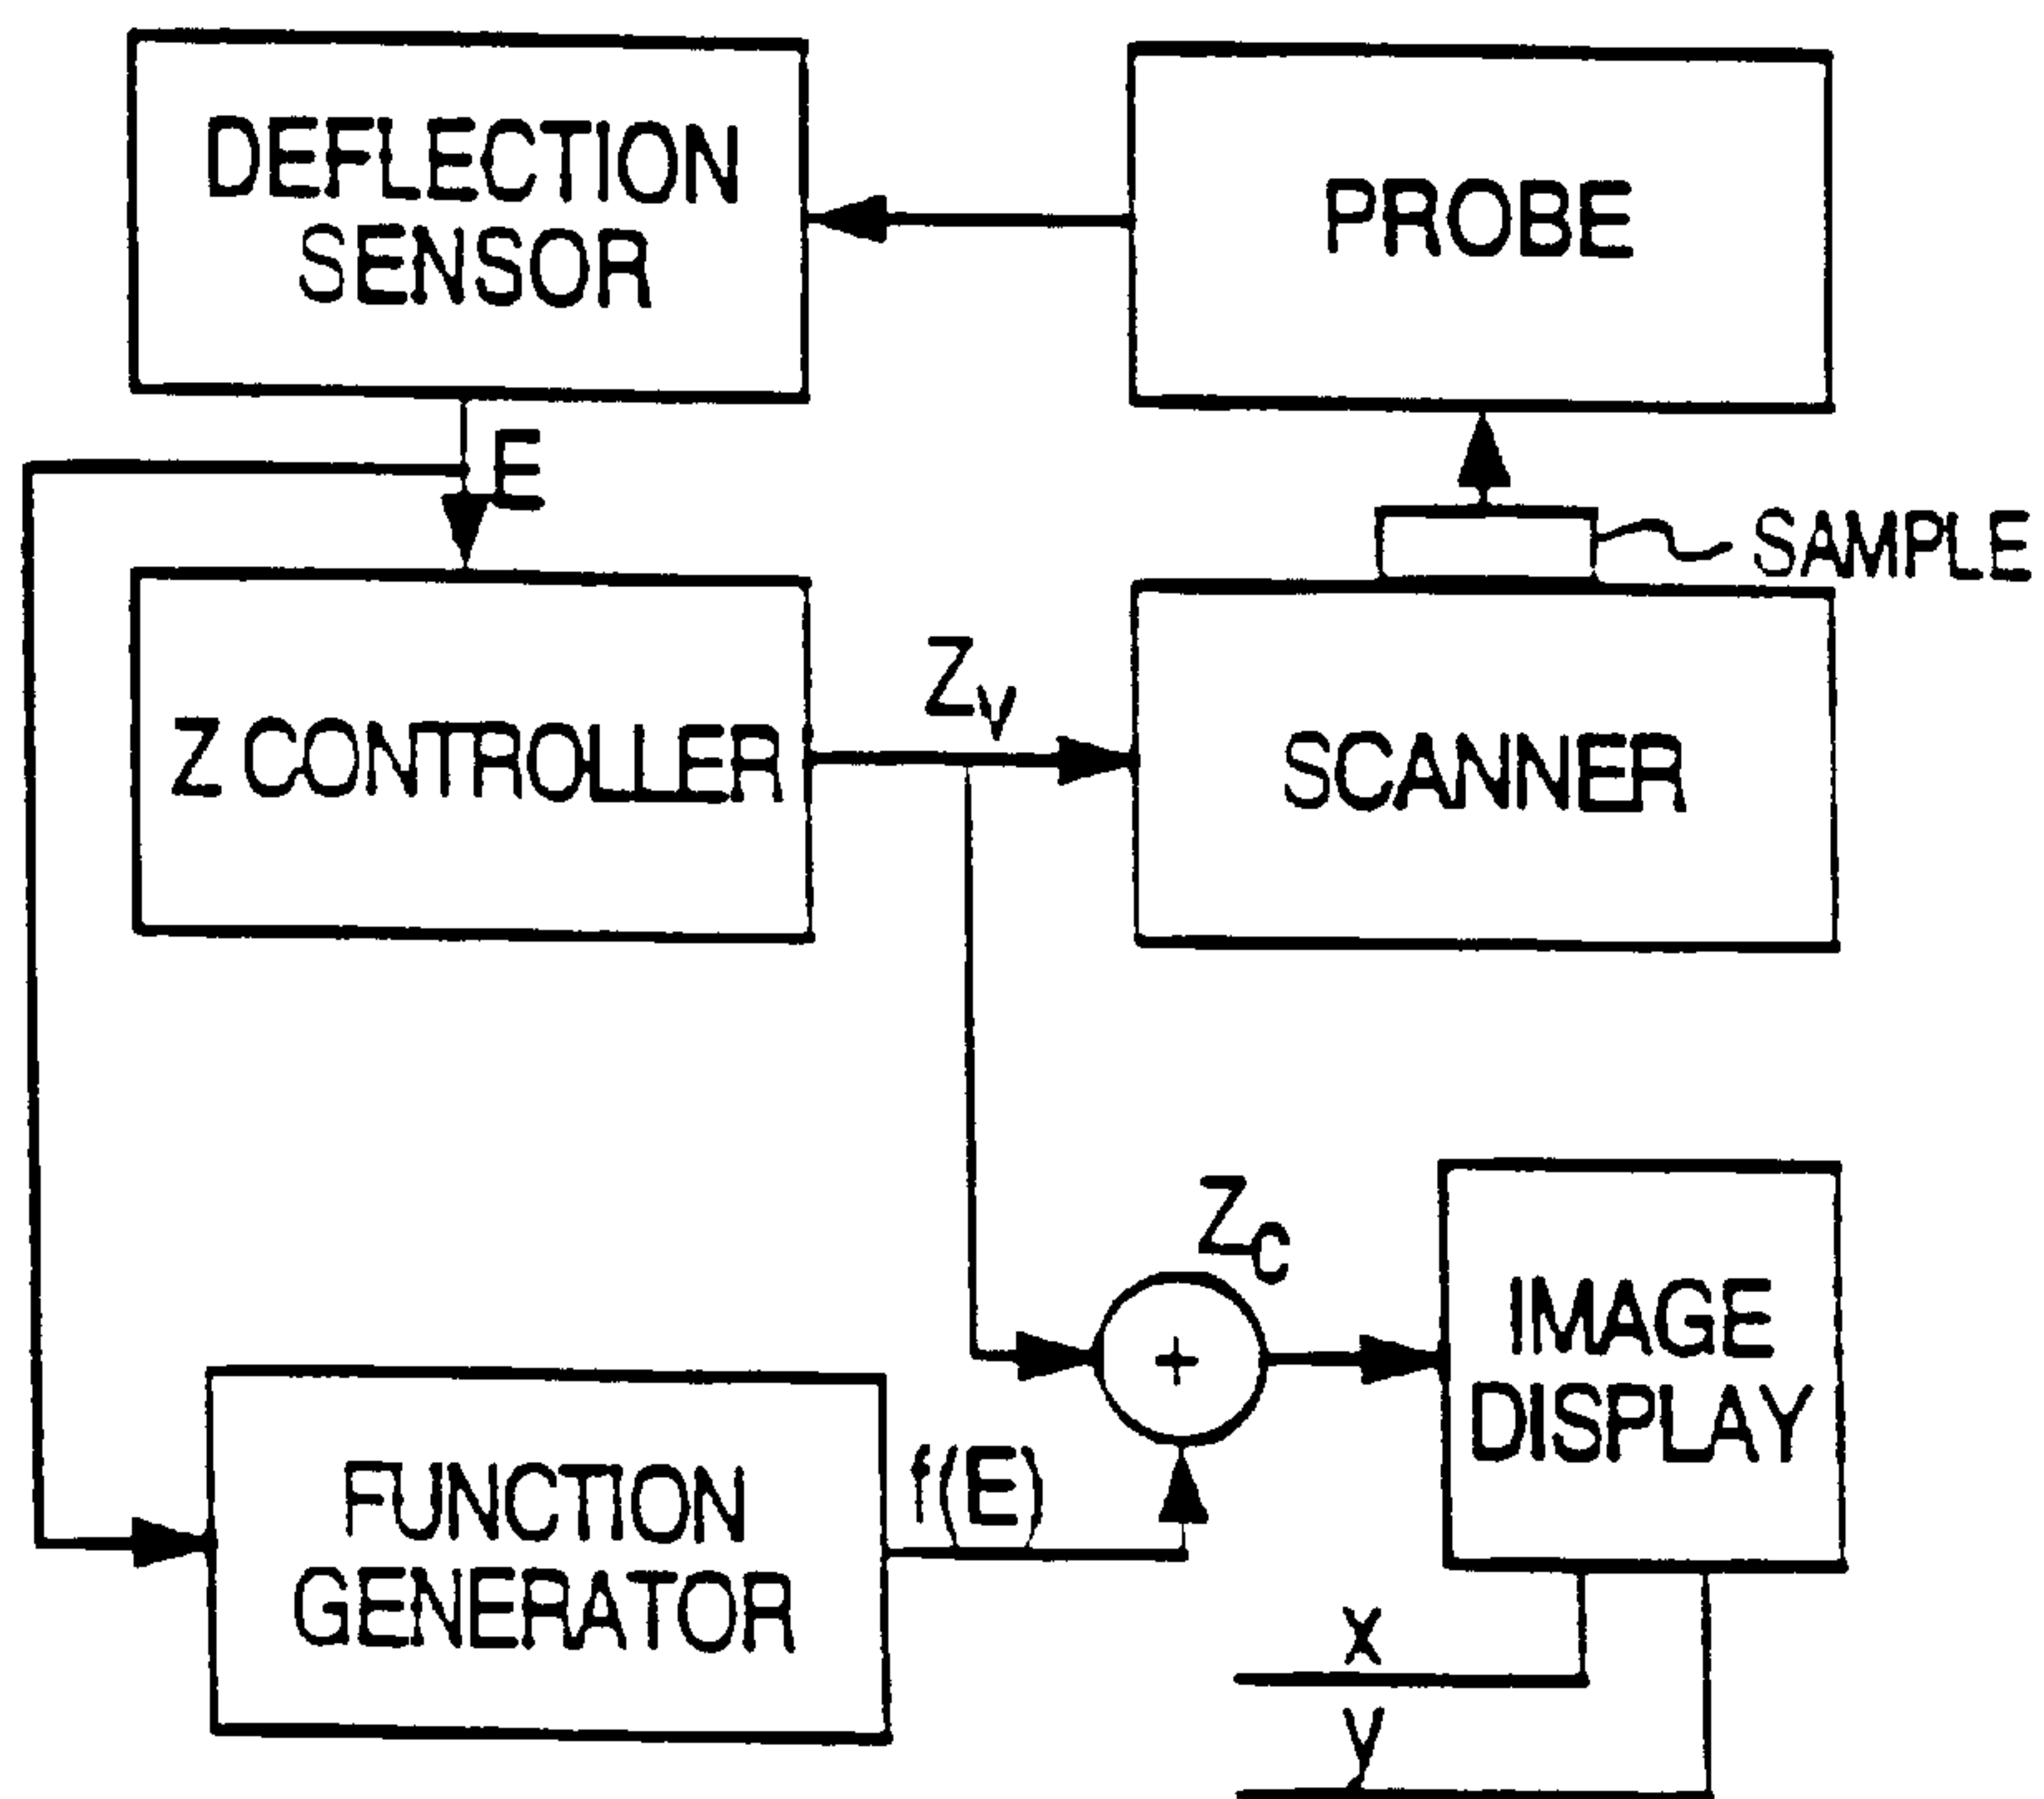 DEFLECTION
SENSOR
PROBE
E
SAMPLE
Z CONTROLLER
Zv
SCANNER
Zc
IMAGE
DISPLAY
FUNCTION
GENERATOR
f(E)
+
x
y